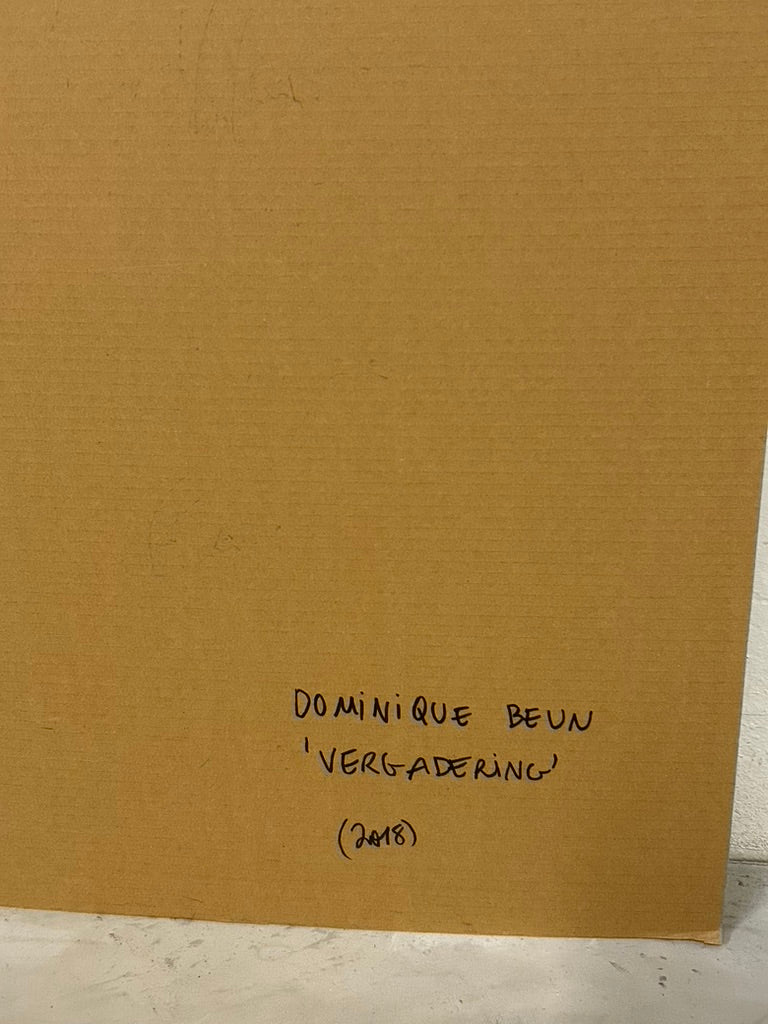 DOMINIQUE BEUN
'VERGADERING'
(2018)